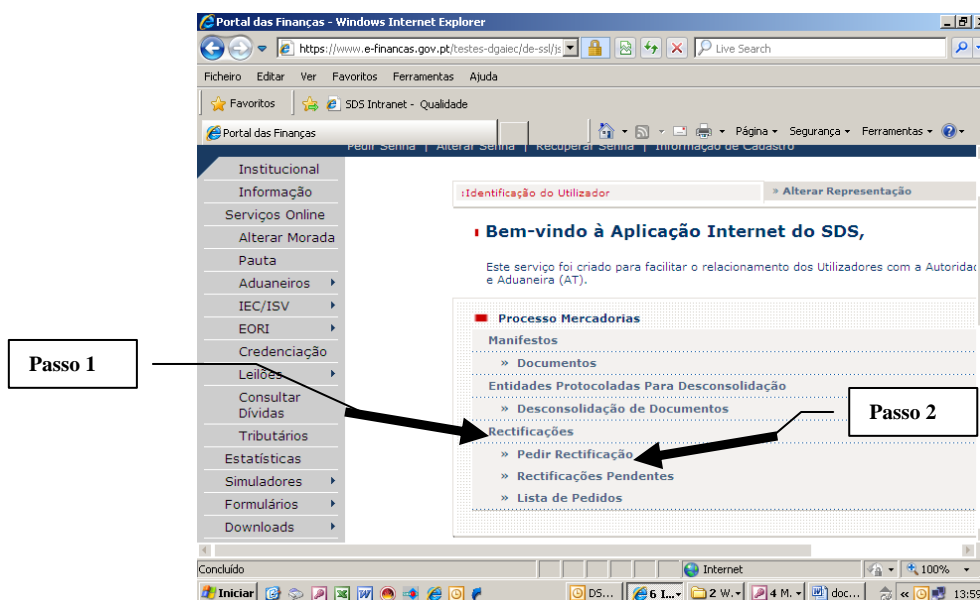 Portal das Finanças - Windows Internet Explorer
https://www.e-financas.gov.pt/testes-dgaiec/de-ssl/js
Live Search
Ficheiro Editar Ver Favoritos Ferramentas Ajuda
Favoritos SDS Intranet - Qualidade
Portal das Finanças Página Segurança Ferramentas
Pedir Senha | Alterar Senha | Recuperar Senha | Informação de Cadastro
Institucional
Informação
Serviços Online
Alterar Morada
Pauta
Aduaneiros
IEC/ISV
EORI
Credenciação
Leilões
Consultar
Dívidas
Tributários
Estatísticas
Simuladores
Formulários
Downloads
:Identificação do Utilizador
» Alterar Representação
Bem-vindo à Aplicação Internet do SDS,
Este serviço foi criado para facilitar o relacionamento dos Utilizadores com a Autoridac
e Aduaneira (AT).
Processo Mercadorias
Manifestos
» Documentos
Entidades Protocoladas Para Desconsolidação
» Desconsolidação de Documentos
Rectificações
» Pedir Rectificação
» Rectificações Pendentes
» Lista de Pedidos
Passo 1
Passo 2
Concluído Internet 100%
Iniciar DS... 6 I... 2 W. 4 M. doc... « 13:59